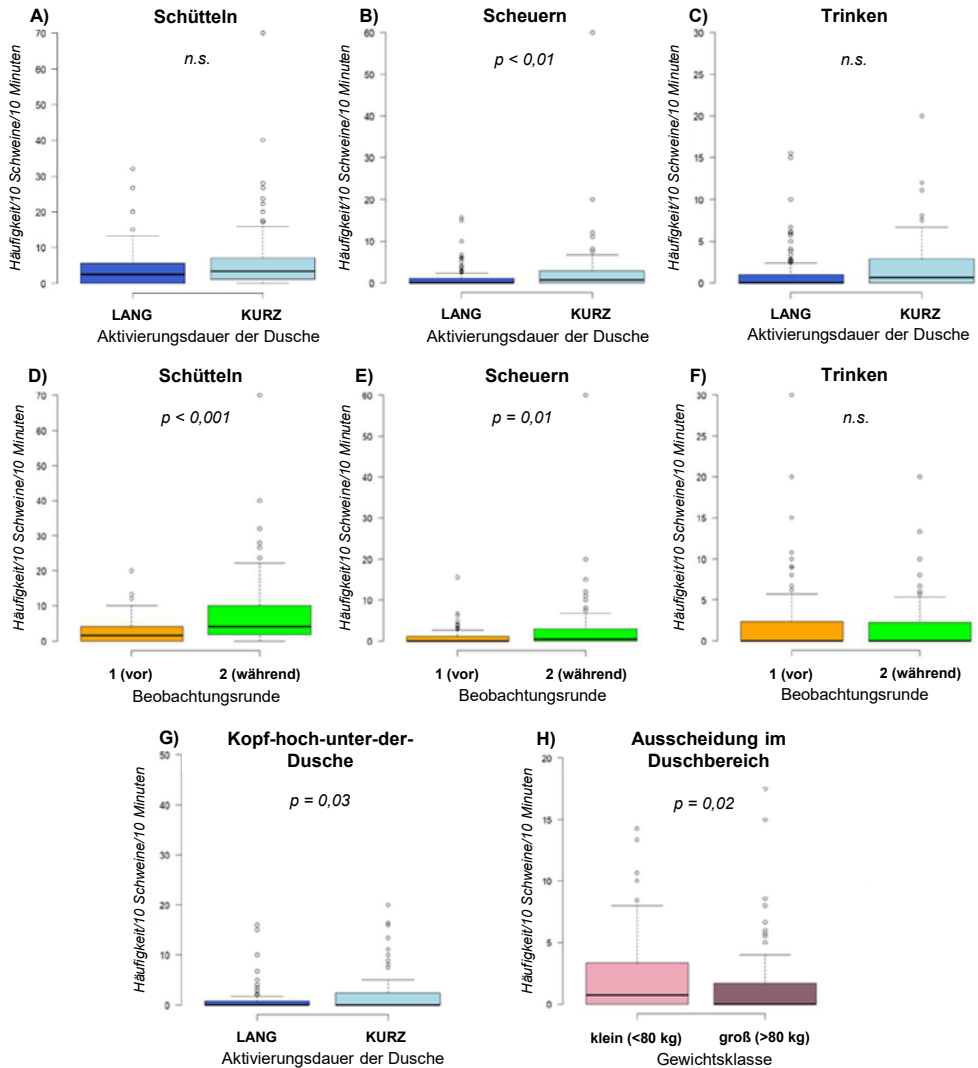 A)
Schütteln
Häufigkeit/10 Schweine/10 Minuten
70
60
50
40
30
20
10
0
n.s.
LANG KURZ
Aktivierungsdauer der Dusche
B)
Scheuern
Häufigkeit/10 Schweine/10 Minuten
60
50
40
30
20
10
0
p < 0,01
LANG KURZ
Aktivierungsdauer der Dusche
C)
Trinken
Häufigkeit/10 Schweine/10 Minuten
30
25
20
15
10
5
0
n.s.
LANG KURZ
Aktivierungsdauer der Dusche
D)
Schütteln
Häufigkeit/10 Schweine/10 Minuten
70
60
50
40
30
20
10
0
p < 0,001
1 (vor) 2 (während)
Beobachtungsrunde
E)
Scheuern
Häufigkeit/10 Schweine/10 Minuten
60
50
40
30
20
10
0
p = 0,01
1 (vor) 2 (während)
Beobachtungsrunde
F)
Trinken
Häufigkeit/10 Schweine/10 Minuten
30
25
20
15
10
5
0
n.s.
1 (vor) 2 (während)
Beobachtungsrunde
G)
Kopf-hoch-unter-der-
Dusche
Häufigkeit/10 Schweine/10 Minuten
50
40
30
20
10
0
p = 0,03
LANG KURZ
Aktivierungsdauer der Dusche
H)
Ausscheidung im
Duschbereich
Häufigkeit/10 Schweine/10 Minuten
20
15
10
5
0
p = 0,02
klein (<80 kg) groß (>80 kg)
Gewichtsklasse